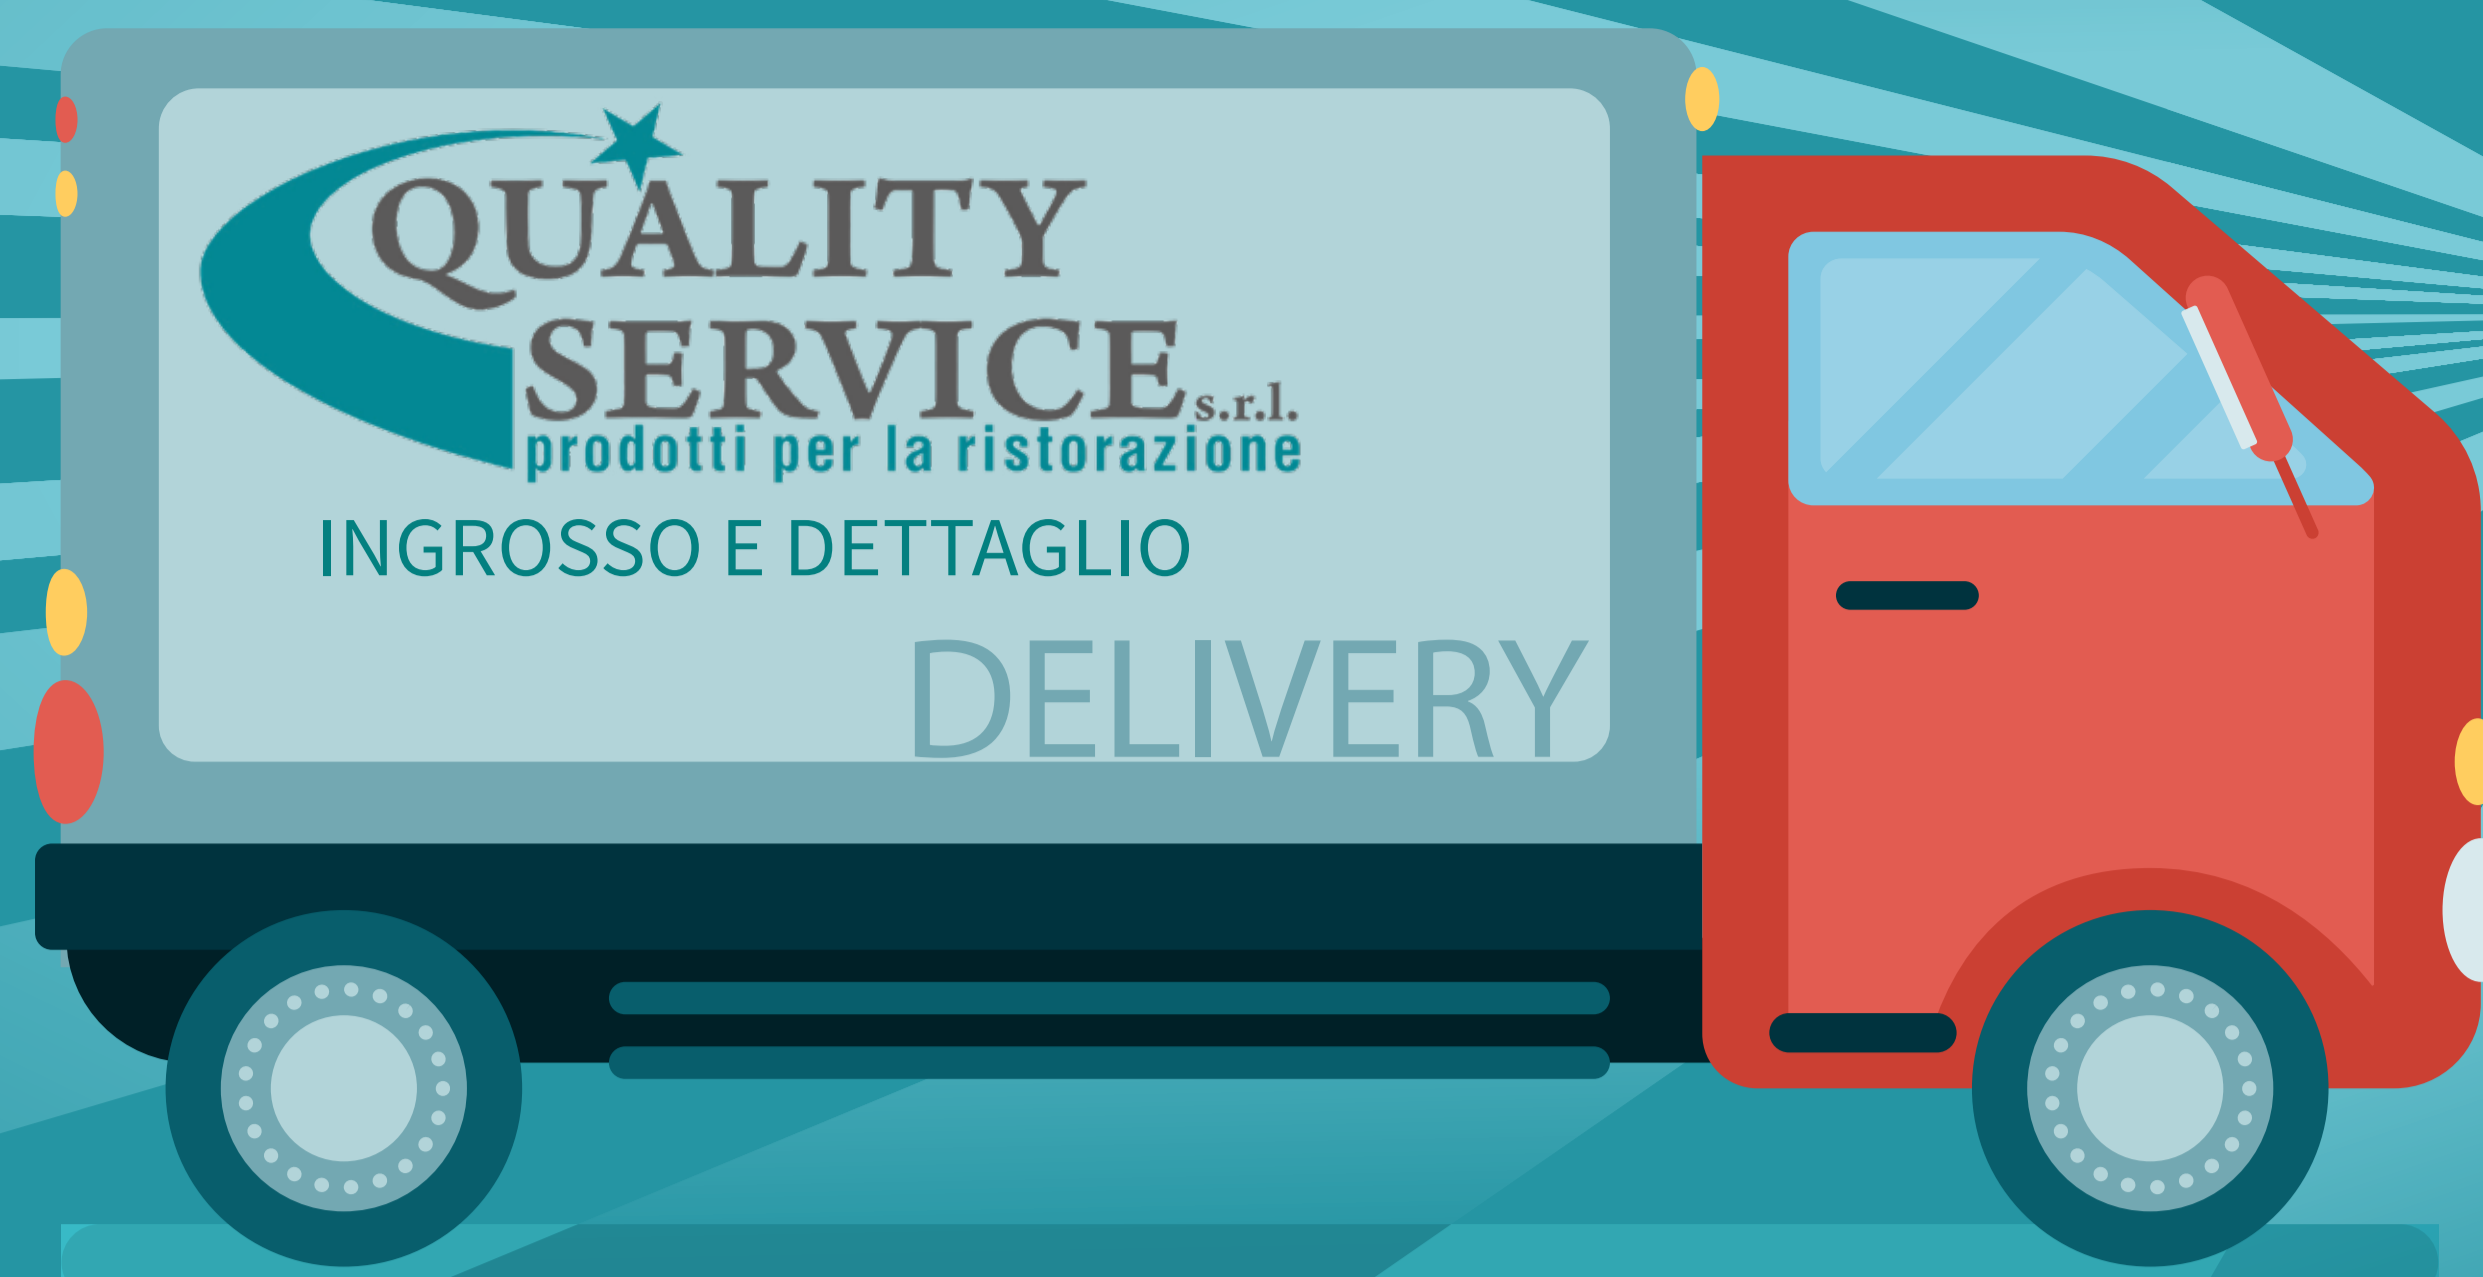 QUALITY
SERVICE s.r.l.
prodotti per la ristorazione
INGROSSO E DETTAGLIO
DELIVERY